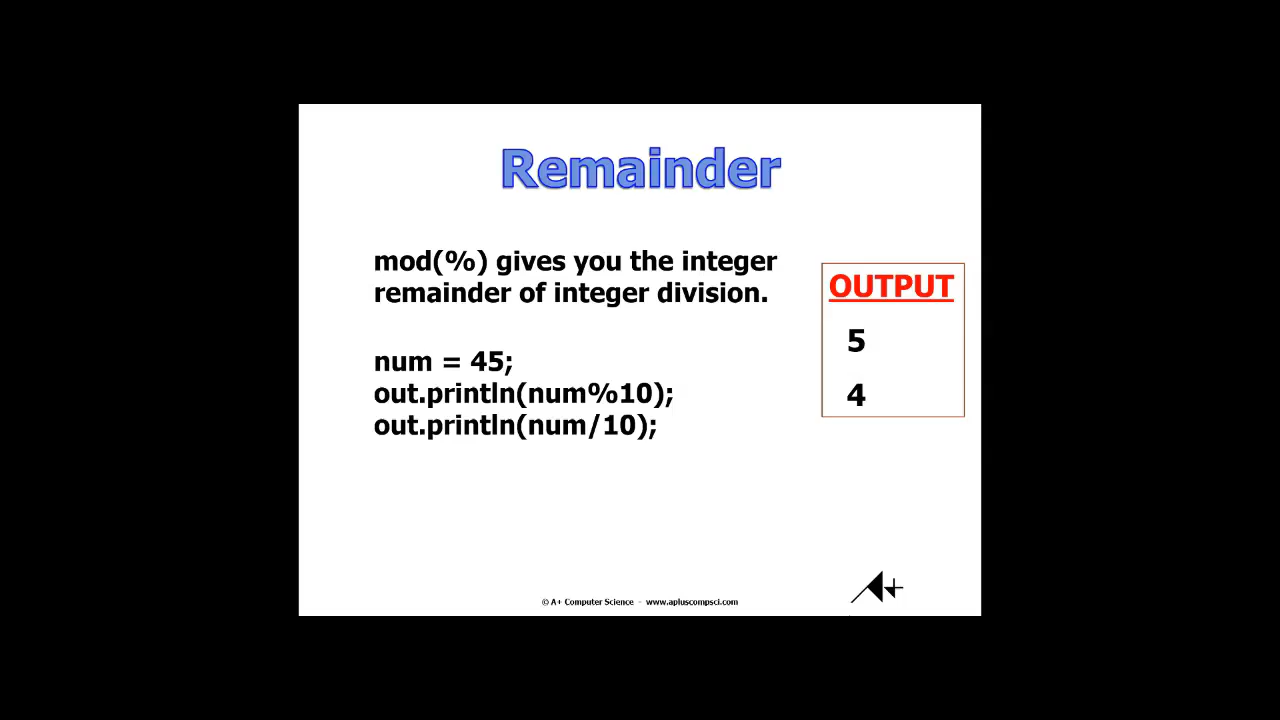 Remainder
mod(%) gives you the integer
remainder of integer division.
num = 45;
out.println(num%10);
out.println(num/10);
OUTPUT
5
4
© A+ Computer Science - www.apluscompsci.com
A+